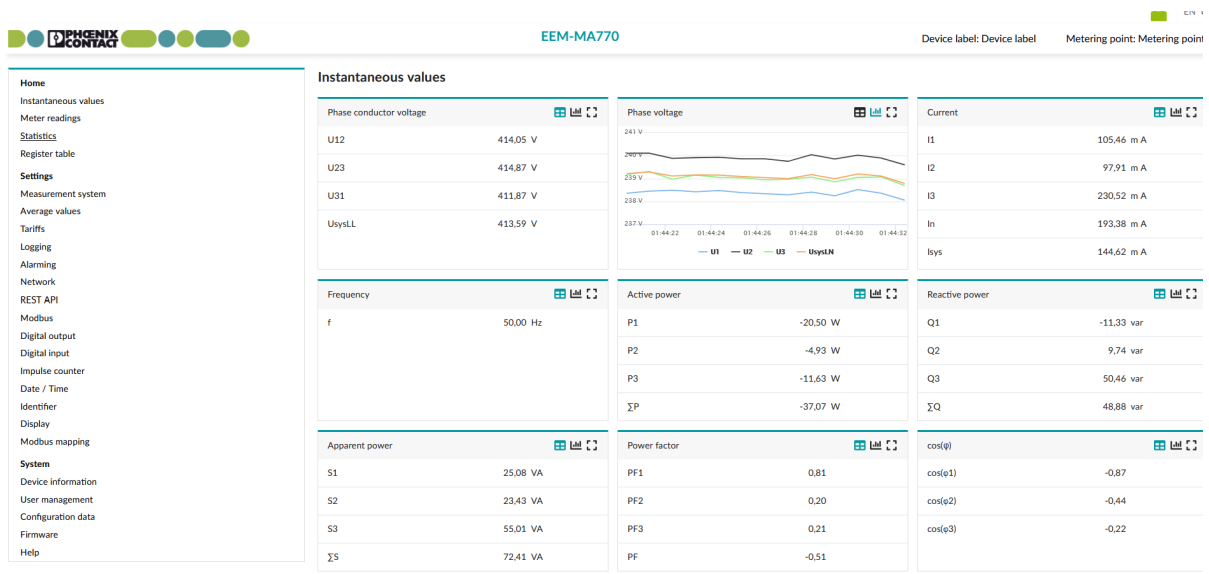 EN
PHŒNIX
CONTACT
EEM-MA770
Device label: Device label
Metering point: Metering point
Home
Instantaneous values
Meter readings
Statistics
Register table
Settings
Measurement system
Average values
Tariffs
Logging
Alarming
Network
REST API
Modbus
Digital output
Digital input
Impulse counter
Date / Time
Identifier
Display
Modbus mapping
System
Device information
User management
Configuration data
Firmware
Help
Instantaneous values
Phase conductor voltage
U12 414,05 V
U23 414,87 V
U31 411,87 V
UsysLL 413,59 V
Phase voltage
241 V
240 V
239 V
238 V
237 V
01:44:22 01:44:24 01:44:26 01:44:28 01:44:30 01:44:32
U1 U2 U3 UsysLN
Current
I1 105,46 m A
I2 97,91 m A
I3 230,52 m A
In 193,38 m A
Isys 144,62 m A
Frequency
f 50,00 Hz
Active power
P1 -20,50 W
P2 -4,93 W
P3 -11,63 W
∑P -37,07 W
Reactive power
Q1 -11,33 var
Q2 9,74 var
Q3 50,46 var
∑Q 48,88 var
Apparent power
S1 25,08 VA
S2 23,43 VA
S3 55,01 VA
∑S 72,41 VA
Power factor
PF1 0,81
PF2 0,20
PF3 0,21
PF -0,51
cos(φ)
cos(φ1) -0,87
cos(φ2) -0,44
cos(φ3) -0,22